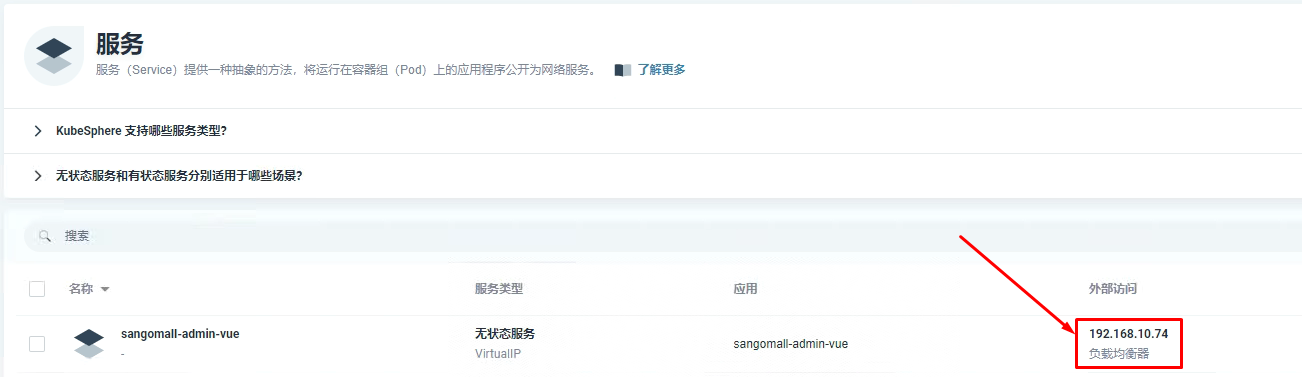 服务
服务（Service）提供一种抽象的方法，将运行在容器组（Pod）上的应用程序公开为网络服务。 了解更多
KubeSphere 支持哪些服务类型?
无状态服务和有状态服务分别适用于哪些场景?
搜索
名称 服务类型 应用 外部访问
sangomall-admin-vue 无状态服务 sangomall-admin-vue 192.168.10.74
- VirtualIP 负载均衡器